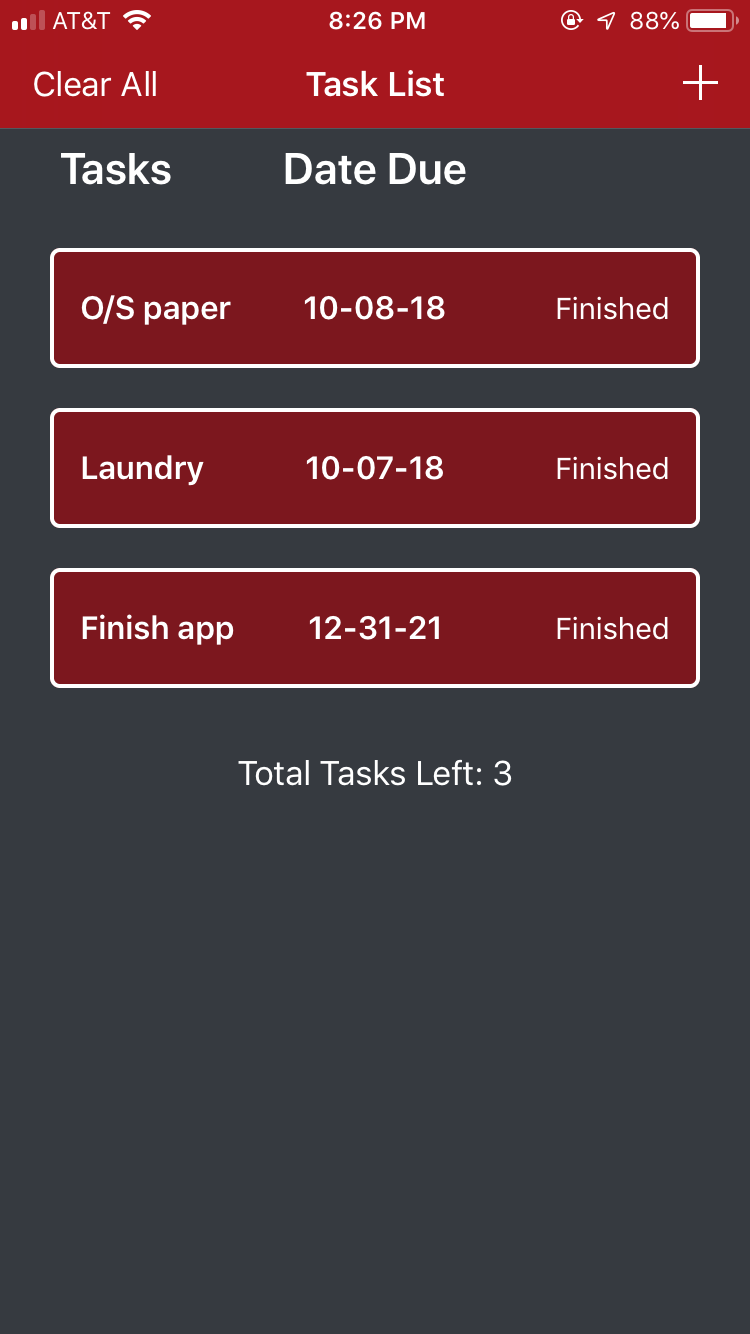 AT&T 8:26 PM 88%
Clear All Task List +
Tasks Date Due
O/S paper 10-08-18 Finished
Laundry 10-07-18 Finished
Finish app 12-31-21 Finished
Total Tasks Left: 3